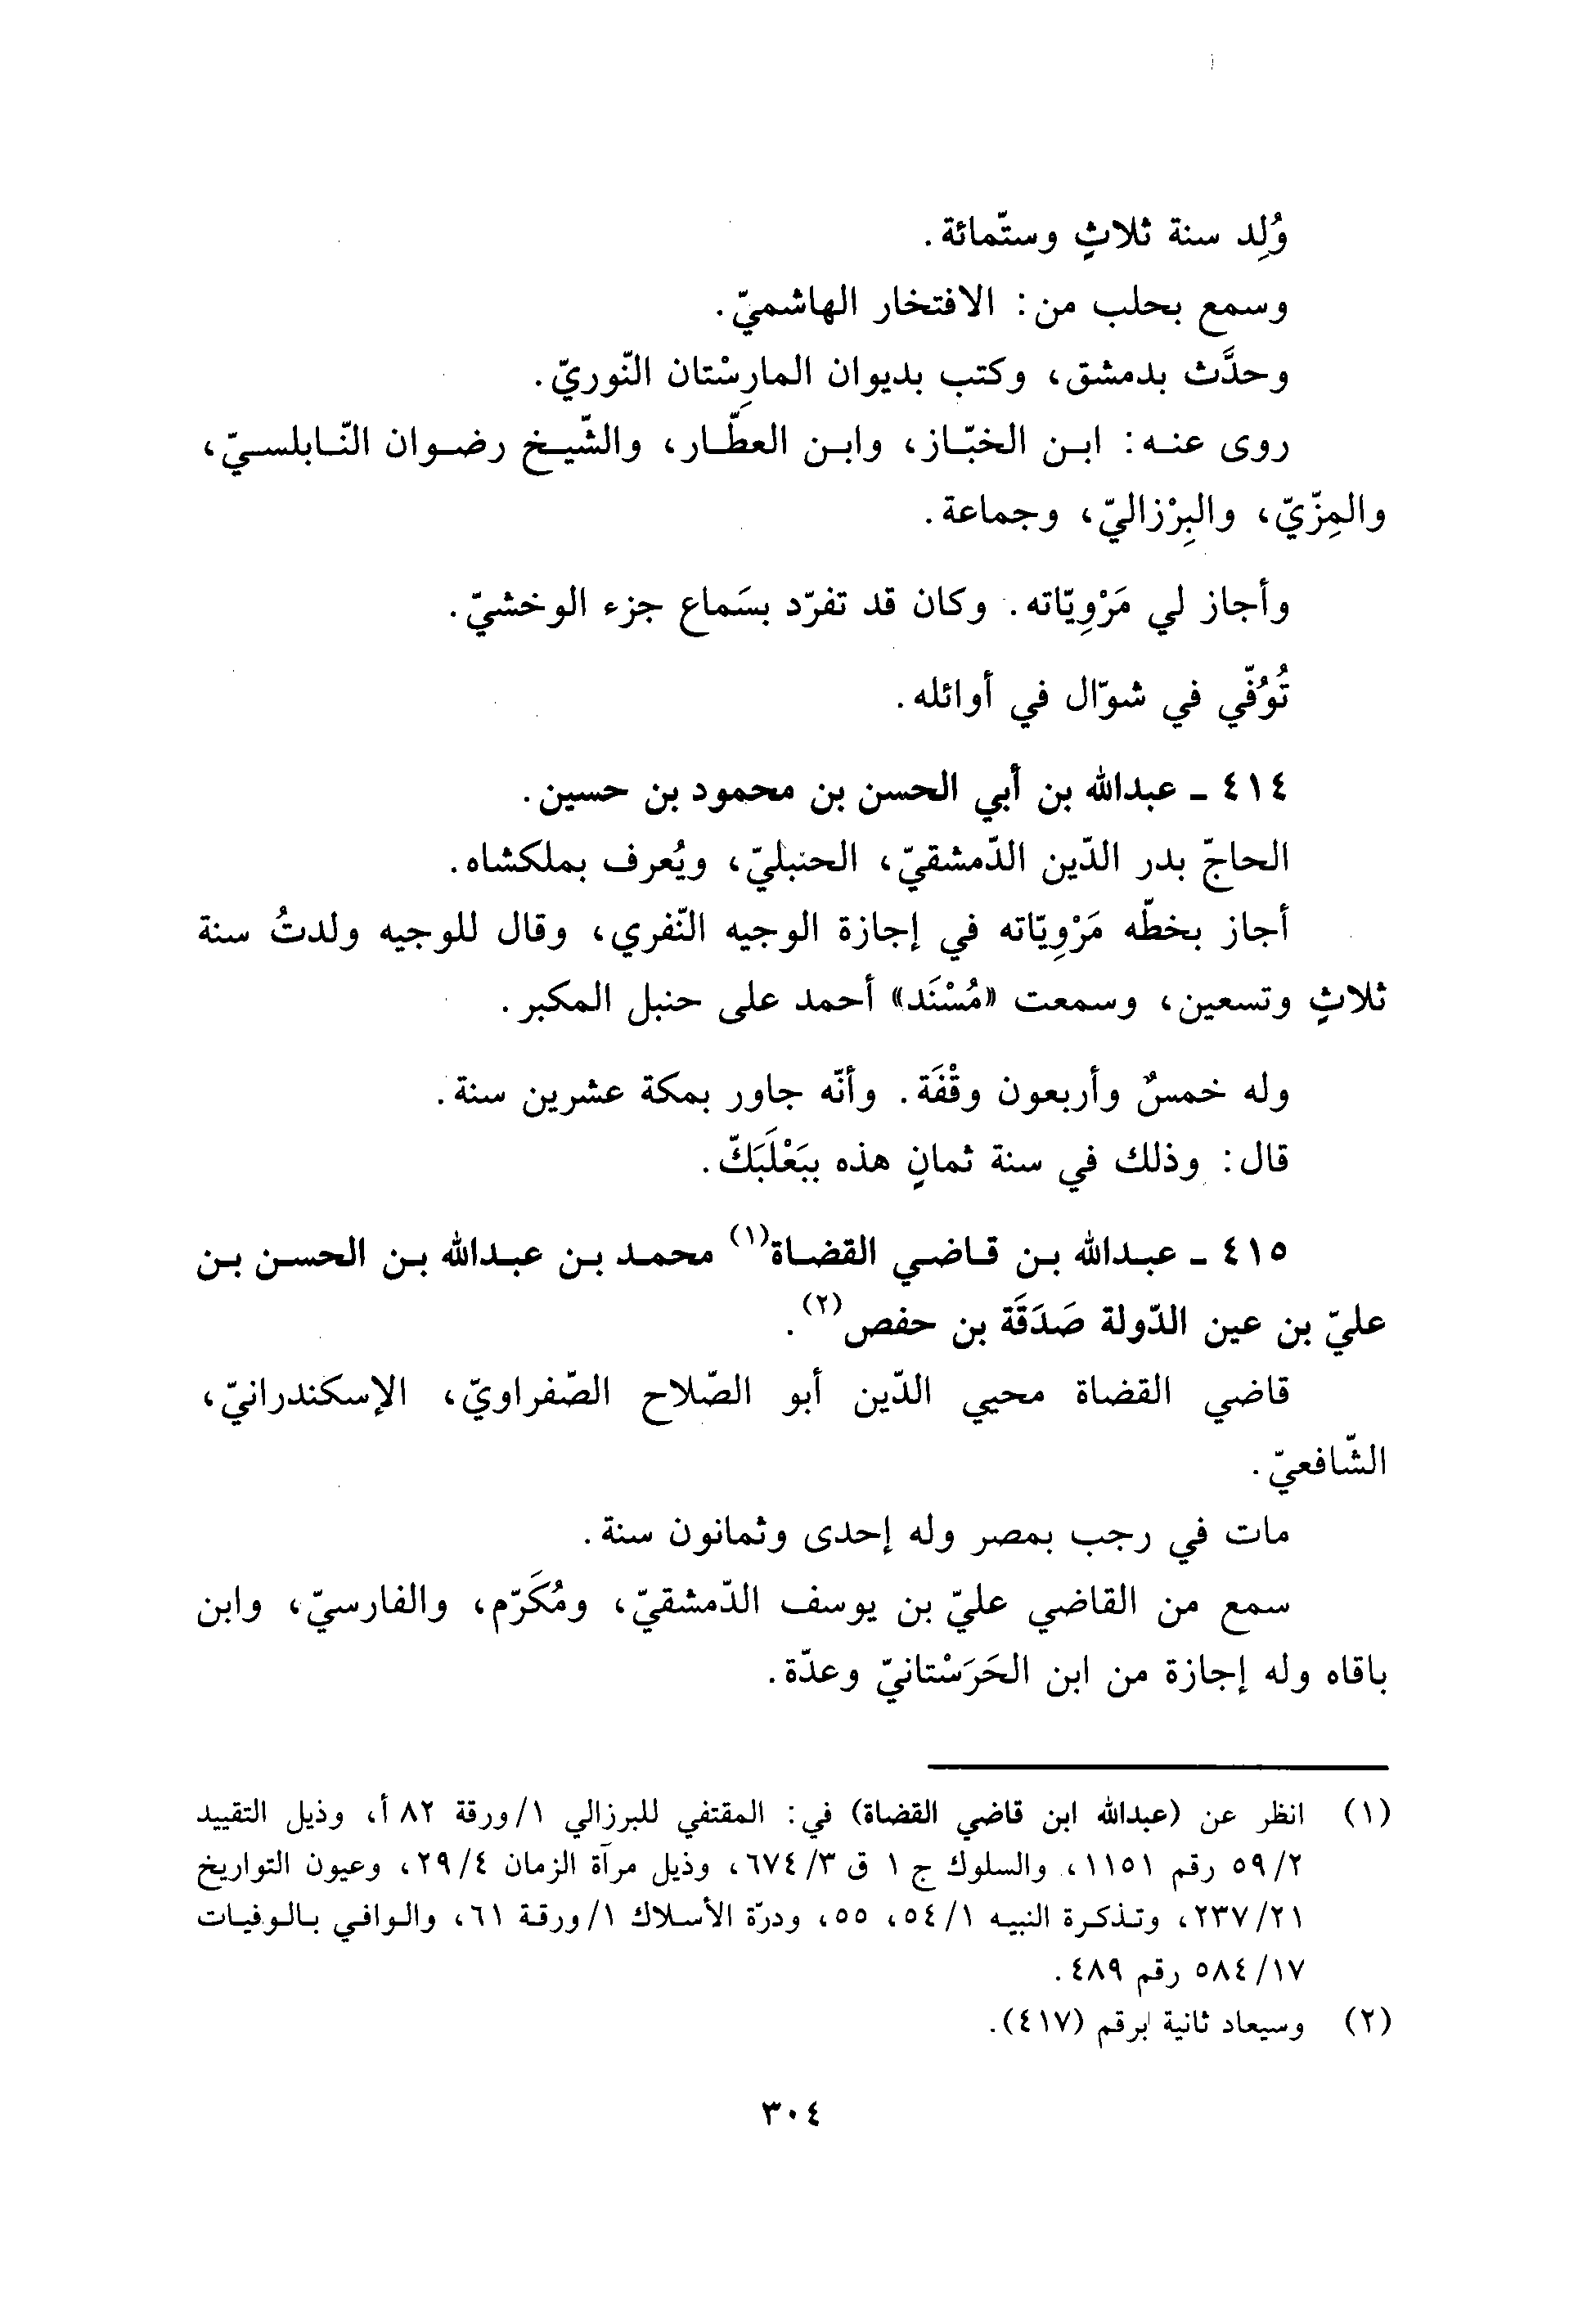 وُلِد سنة ثلاثٍ وستّمائة.
وسمع بحلب من: الافتخار الهاشميّ.
وحدَّث بدمشق، وكتب بديوان المارِسْتان النّوريّ.
روى عنه: ابن الخبّاز، وابن العطّار، والشّيخ رضوان النّابلسيّ،
والمِزّيّ، والبِرْزاليّ، وجماعة.
وأجاز لي مَرْوِيّاته. وكان قد تفرّد بسَماع جزء الوخشيّ.
تُوُفّي في شوّال في أوائله.
٤١٤ ـ عبدالله بن أبي الحسن بن محمود بن حسين.
الحاجّ بدر الدّين الدّمشقيّ، الحنبليّ، ويُعرف بملكشاه.
أجاز بخطّه مَرْوِيّاته في إجازة الوجيه النّفري، وقال للوجيه ولدتُ سنة
ثلاثٍ وتسعين، وسمعت «مُسْنَد» أحمد على حنبل المكبر.
وله خمسٌ وأربعون وقْفَة. وأنّه جاور بمكة عشرين سنة.
قال: وذلك في سنة ثمانٍ هذه ببَعْلَبَكّ.
٤١٥ ـ عبدالله بن قاضي القضاة(١) محمد بن عبدالله بن الحسن بن
عليّ بن عين الدّولة صَدَقَة بن حفص(٢).
قاضي القضاة محيي الدّين أبو الصّلاح الصّفراويّ، الإسكندرانيّ،
الشّافعيّ.
مات في رجب بمصر وله إحدى وثمانون سنة.
سمع من القاضي عليّ بن يوسف الدّمشقيّ، ومُكَرّم، والفارسيّ، وابن
باقاه وله إجازة من ابن الحَرَسْتانيّ وعدّة.
(١) انظر عن (عبدالله ابن قاضي القضاة) في: المقتفي للبرزالي ١/ورقة ٨٢ أ، وذيل التقييد
٢/ ٥٩ رقم ١١٥١، والسلوك ج ١ ق ٣/ ٦٧٤، وذيل مرآة الزمان ٤/ ٢٩، وعيون التواريخ
٢١/ ٢٣٧، وتذكرة النبيه ١/ ٥٤، ٥٥، ودرّة الأسلاك ١/ ورقة ٦١، والوافي بالوفيات
١٧/ ٥٨٤ رقم ٤٨٩.
(٢) وسيعاد ثانية برقم (٤١٧).
٣٠٤